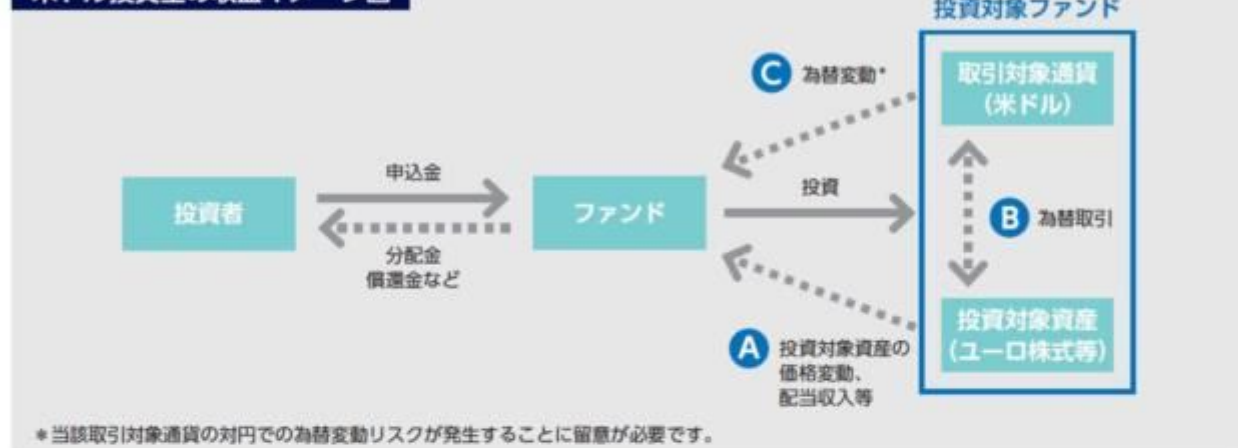 投資対象ファンド
C 為替変動*
取引対象通貨
(米ドル)
申込金
投資
投資者
ファンド
B 為替取引
分配金
償還金など
投資対象資産
(ユーロ株式等)
A 投資対象資産の
価格変動、
配当収入等
*当該取引対象通貨の対円での為替変動リスクが発生することに留意が必要です。